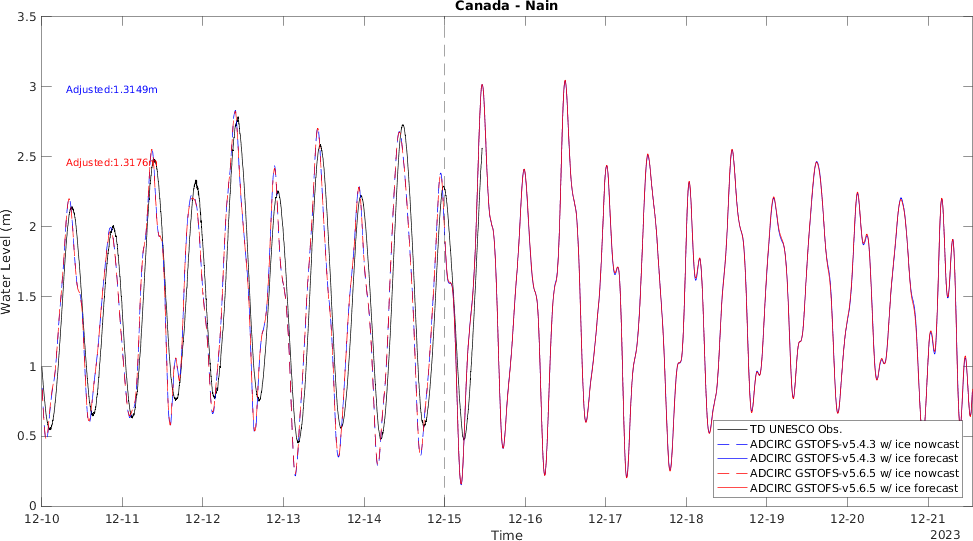 Canada - Nain
3.5
3
2.5
2
1.5
1
0.5
0
Water Level (m)
Adjusted:1.3149m
Adjusted:1.3176m
TD UNESCO Obs.
ADCIRC GSTOFS-v5.4.3 w/ ice nowcast
ADCIRC GSTOFS-v5.4.3 w/ ice forecast
ADCIRC GSTOFS-v5.6.5 w/ ice nowcast
ADCIRC GSTOFS-v5.6.5 w/ ice forecast
12-10 12-11 12-12 12-13 12-14 12-15 12-16 12-17 12-18 12-19 12-20 12-21
2023
Time